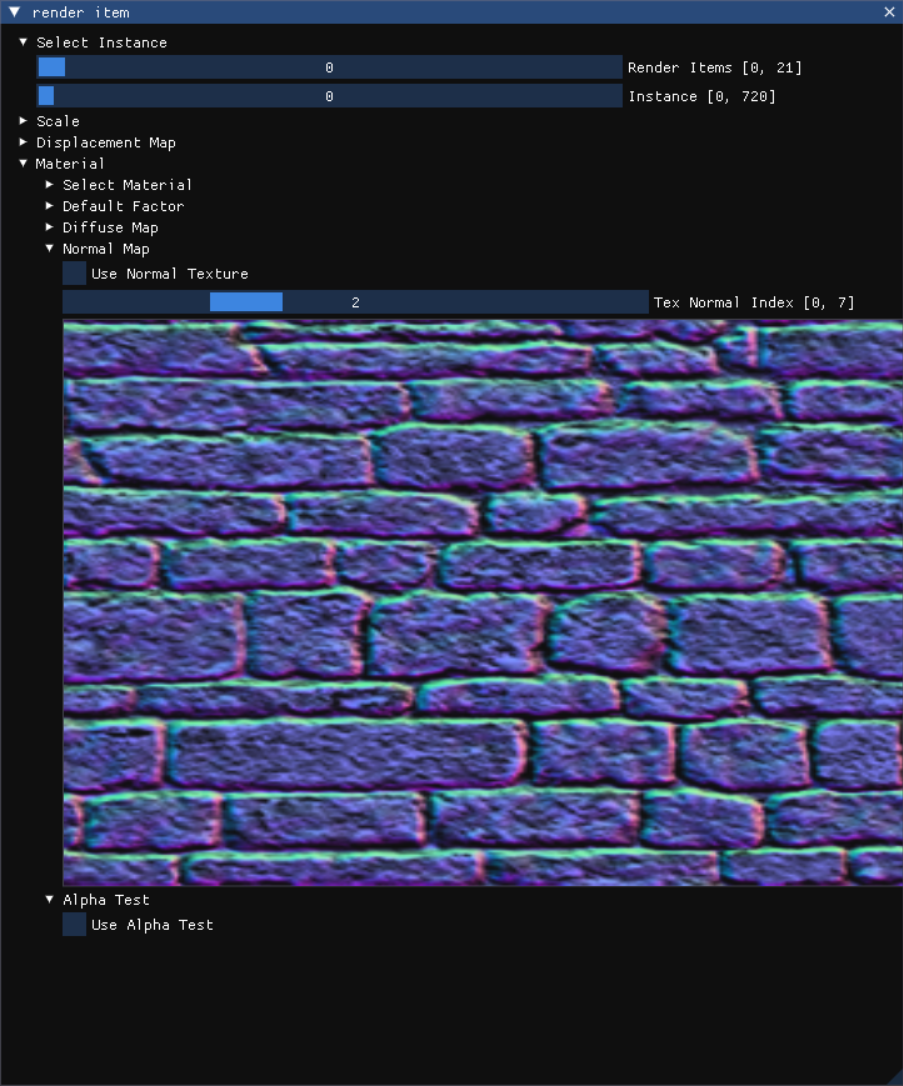 render item
Select Instance
0 Render Items [0, 21]
0 Instance [0, 720]
Scale
Displacement Map
Material
Select Material
Default Factor
Diffuse Map
Normal Map
Use Normal Texture
2 Tex Normal Index [0, 7]
Alpha Test
Use Alpha Test